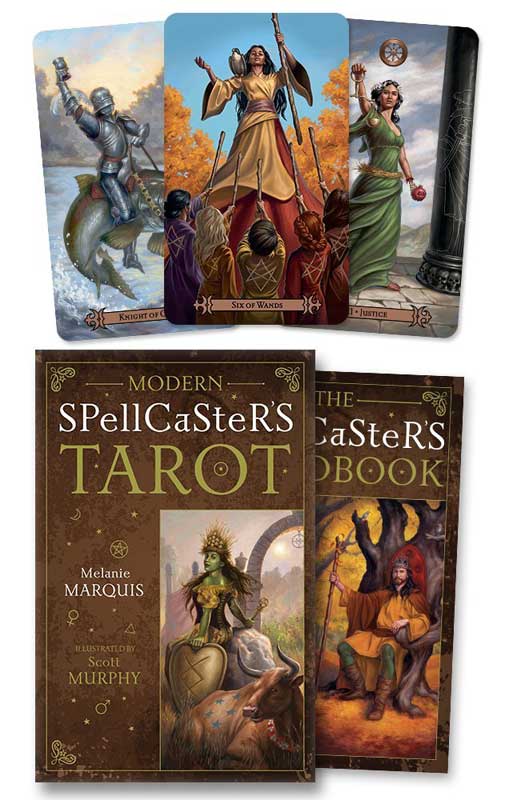 KNIGHT OF
SIX OF WANDS
JUSTICE
MODERN
SPellCaSteR'S
TAROT
Melanie
MARQUIS
ILLUSTRATED BY
Scott
MURPHY
THE
CaSteR'S
DBOOK